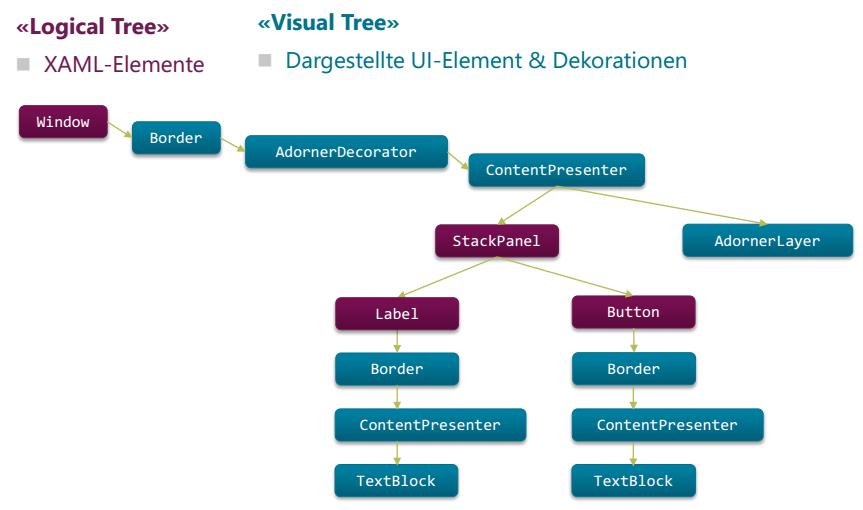 «Logical Tree»
XAML-Elemente
«Visual Tree»
Dargestellte UI-Element & Dekorationen
Window
Border
AdornerDecorator
ContentPresenter
StackPanel
AdornerLayer
Label
Button
Border
Border
ContentPresenter
ContentPresenter
TextBlock
TextBlock